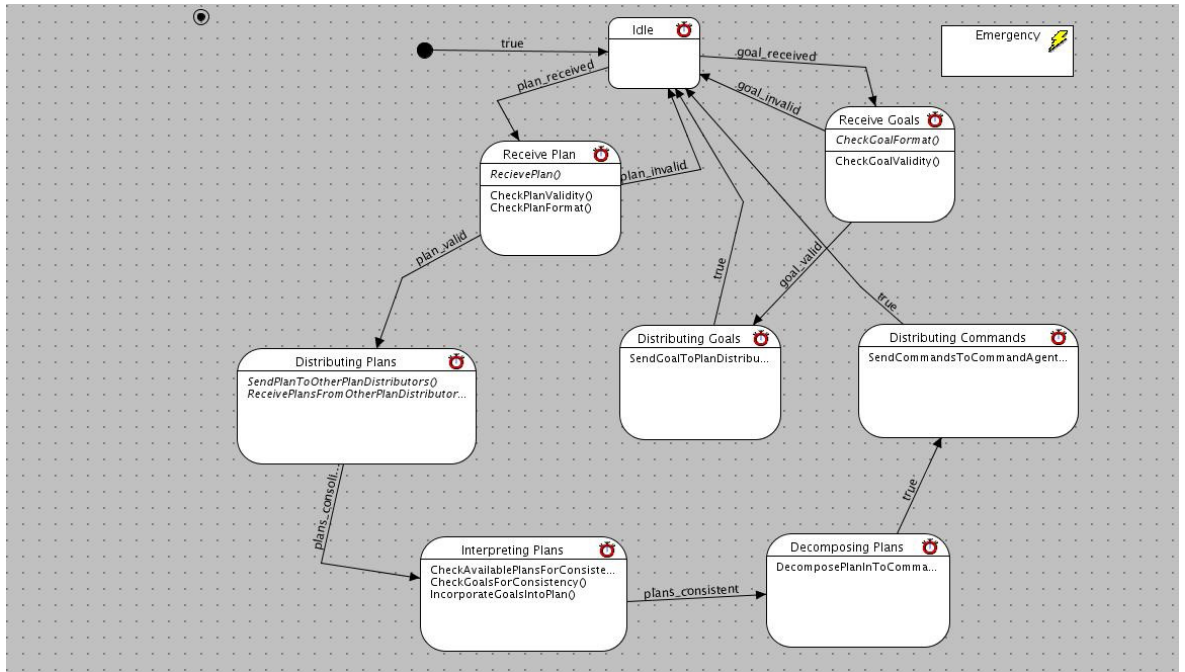 Idle
Emergency
true
goal_received
plan_received
goal_invalid
Receive Goals
CheckGoalFormat()
CheckGoalValidity()
Receive Plan
RecievePlan()
CheckPlanValidity()
CheckPlanFormat()
plan_invalid
plan_valid
goal_valid
true
true
Distributing Plans
SendPlanToOtherPlanDistributors()
ReceivePlansFromOtherPlanDistributor...
Distributing Goals
SendGoalToPlanDistribu...
Distributing Commands
SendCommandsToCommandAgent...
plans_consoli...
true
Interpreting Plans
CheckAvailablePlansForConsiste...
CheckGoalsForConsistency()
IncorporateGoalsIntoPlan()
plans_consistent
Decomposing Plans
DecomposePlanInToComma...